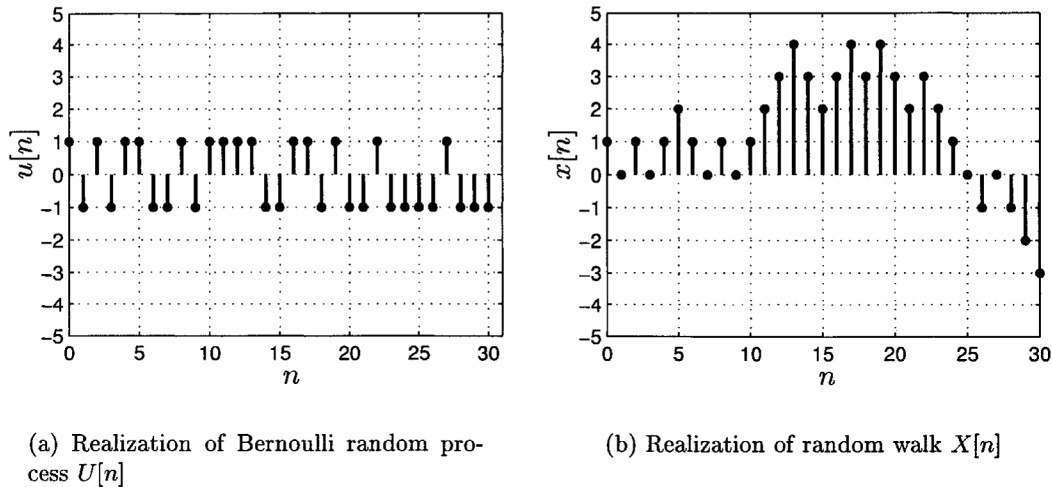 5
4
3
2
1
0
−1
−2
−3
−4
−5
u[n]
0 5 10 15 20 25 30
n
5
4
3
2
1
0
−1
−2
−3
−4
−5
x[n]
0 5 10 15 20 25 30
n
(a) Realization of Bernoulli random pro-
cess U[n]
(b) Realization of random walk X[n]